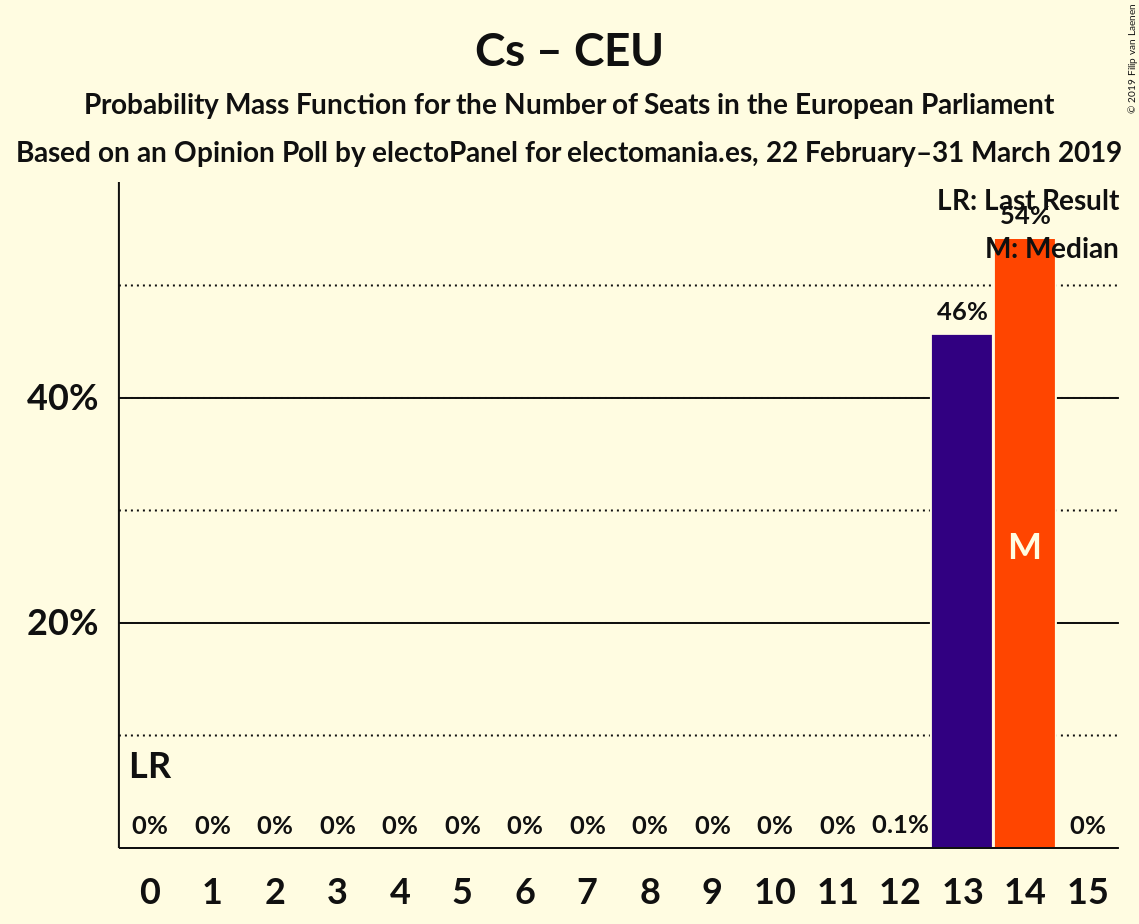 Cs – CEU
Probability Mass Function for the Number of Seats in the European Parliament
Based on an Opinion Poll by electoPanel for electomania.es, 22 February–31 March 2019
© 2019 Filip van Laenen
LR: Last Result
54%
M: Median
46%
40%
M
20%
LR
0% 0% 0% 0% 0% 0% 0% 0% 0% 0% 0% 0% 0.1% 0%
0 1 2 3 4 5 6 7 8 9 10 11 12 13 14 15